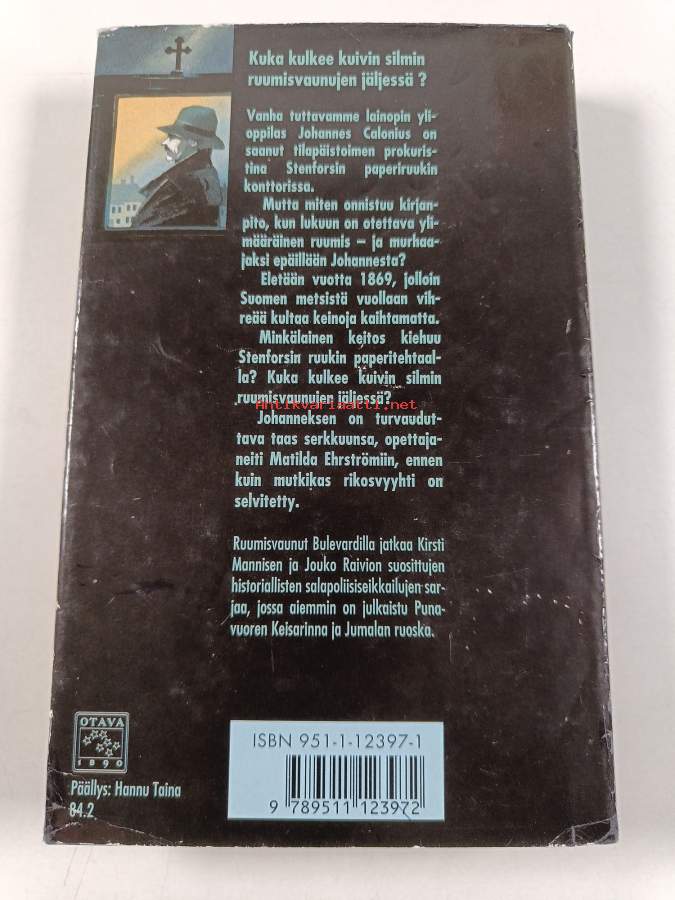 Kuka kulkee kuivin silmin
ruumisvaunujen jäljessä ?
Vanha tuttavamme lainopin yli-
oppilas Johannes Calonius on
saanut tilapäistoimen prokuris-
tina Stenforsin paperiruukin
konttorissa.
Mutta miten onnistuu kirjan-
pito, kun lukuun on otettava yli-
määräinen ruumis – ja murhaa-
jaksi epäillään Johannesta?
Eletään vuotta 1869, jolloin
Suomen metsistä vuollaan vih-
reää kultaa keinoja kaihtamatta.
Minkälainen keitos kiehuu
Stenforsin ruukin paperitehtaal-
la? Kuka kulkee kuivin silmin
ruumisvaunujen jäljessä?
Antikvariaatti.net
Johanneksen on turvaudut-
tava taas serkkuunsa, opettaja-
neiti Matilda Ehrströmiin, ennen
kuin mutkikas rikosvyyhti on
selvitetty.
Ruumisvaunut Bulevardilla jatkaa Kirsti
Mannisen ja Jouko Raivion suosittujen
historiallisten salapoliisiseikkailujen sar-
jaa, jossa aiemmin on julkaistu Puna-
vuoren Keisarinna ja Jumalan ruoska.
OTAVA
1890
Päällys: Hannu Taina
84.2
ISBN 951-1-12397-1
9 789511 123972